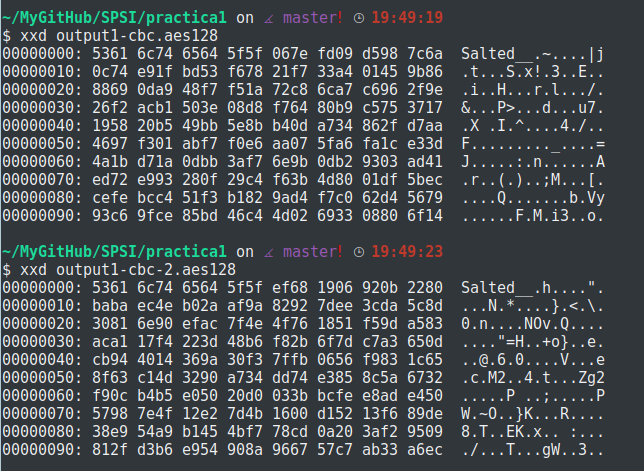 ~/MyGitHub/SPSI/practica1 on master! 19:49:19
$ xxd output1-cbc.aes128
00000000: 5361 6c74 6564 5f5f 067e fd09 d598 7c6a  Salted__.~....|j
00000010: 0c74 e91f bd53 f678 21f7 33a4 0145 9b86  .t...S.x!.3..E..
00000020: 8869 0da9 48f7 f51a 72c8 6ca7 c696 2f9e  .i..H...r.l.../.
00000030: 26f2 acb1 503e 08d8 f764 80b9 c575 3717  &...P>...d...u7.
00000040: 1958 20b5 49bb 5e8b b40d a734 862f d7aa  .X .I.^....4./..
00000050: 4697 f301 abf7 f0e6 aa07 5fa6 fa1c e33d  F........._....=
00000060: 4a1b d71a 0dbb 3af7 6e9b 0db2 9303 ad41  J.....:.n......A
00000070: ed72 e993 280f 29c4 f63b 4d80 01df 5bec  .r..(.)..;M...[.
00000080: cefe bcc4 51f3 b182 9ad4 f7c0 62d4 5679  ....Q.......b.Vy
00000090: 93c6 9fce 85bd 46c4 4d02 6933 0880 6f14  ......F.M.i3..o.
~/MyGitHub/SPSI/practica1 on master! 19:49:23
$ xxd output1-cbc-2.aes128
00000000: 5361 6c74 6564 5f5f ef68 1906 920b 2280  Salted__.h....".
00000010: baba ec4e b02a af9a 8292 7dee 3cda 5c8d  ...N.*....}.<.\.
00000020: 3081 6e90 efac 7f4e 4f76 1851 f59d a583  0.n....NOv.Q....
00000030: aca1 17f4 223d 48b6 f82b 6f7d c7a3 650d  ...."=H..+o}..e.
00000040: cb94 4014 369a 30f3 7ffb 0656 f983 1c65  ..@.6.0....V...e
00000050: 8f63 c14d 3290 a734 dd74 e385 8c5a 6732  .c.M2..4.t...Zg2
00000060: f90c b4b5 e050 20d0 033b bcfe e8ad e450  .....P ..;.....P
00000070: 5798 7e4f 12e2 7d4b 1600 d152 13f6 89de  W.~O..}K...R....
00000080: 38e9 54a9 b145 4bf7 78cd 0a20 3af2 9509  8.T..EK.x.. :...
00000090: 812f d3b6 e954 908a 9667 57c7 ab33 a6ec  ./...T...gW..3..